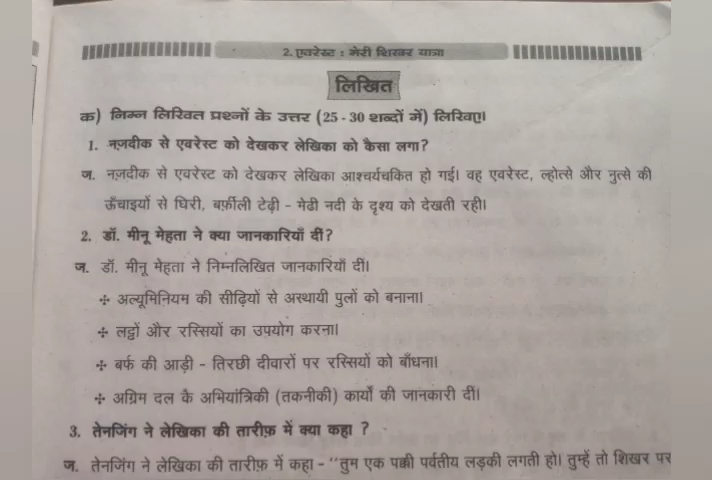 2. एवरेस्ट : मेरी शिखर यात्रा
लिखित
क) निम्न लिखित प्रश्नों के उत्तर (25 - 30 शब्दों में) लिखिए।
1. नज़दीक से एवरेस्ट को देखकर लेखिका को कैसा लगा?
ज. नज़दीक से एवरेस्ट को देखकर लेखिका आश्चर्यचकित हो गई। वह एवरेस्ट, ल्होत्से और नुत्से की
ऊँचाइयों से घिरी, बर्फ़ीली टेढ़ी - मेढी नदी के दृश्य को देखती रही।
2. डॉ. मीनू मेहता ने क्या जानकारियाँ दीं?
ज. डॉ. मीनू मेहता ने निम्नलिखित जानकारियाँ दीं।
✣ अल्यूमिनियम की सीढ़ियों से अस्थायी पुलों को बनाना।
✣ लट्ठों और रस्सियों का उपयोग करना।
✣ बर्फ की आड़ी - तिरछी दीवारों पर रस्सियों को बाँधना।
✣ अग्रिम दल कै अभियांत्रिकी (तकनीकी) कार्यों की जानकारी दीं।
3. तेनजिंग ने लेखिका की तारीफ़ में क्या कहा ?
ज. तेनजिंग ने लेखिका की तारीफ़ में कहा - "तुम एक पक्की पर्वतीय लड़की लगती हो। तुम्हें तो शिखर पर